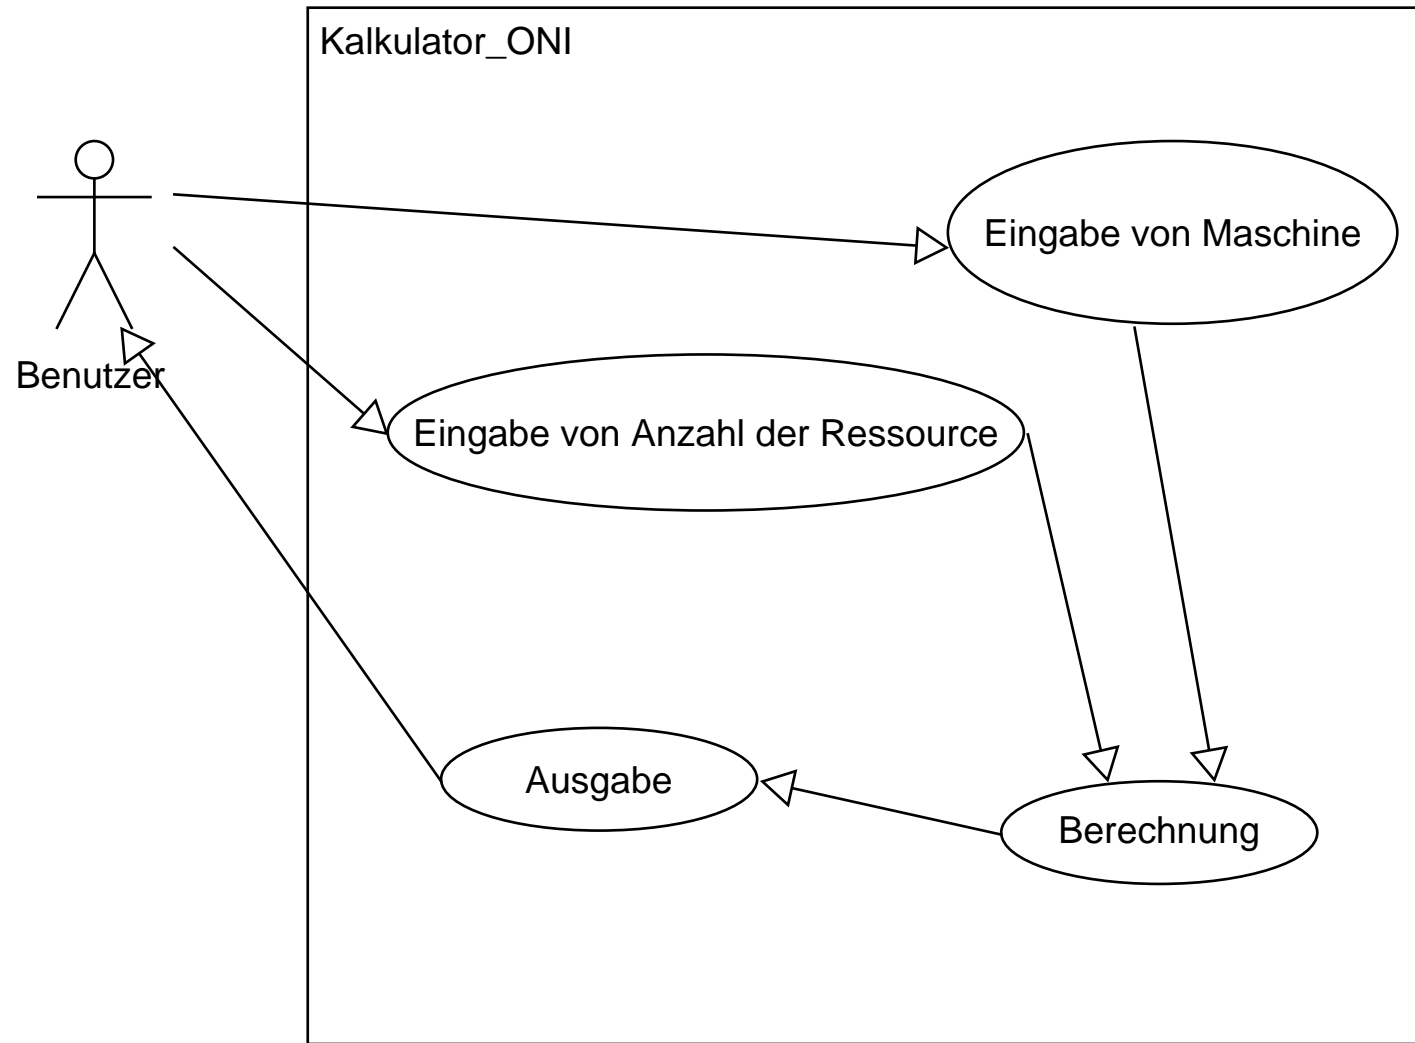 Kalkulator_ONI
Eingabe von Maschine
Benutzer
Eingabe von Anzahl der Ressource
Ausgabe
Berechnung